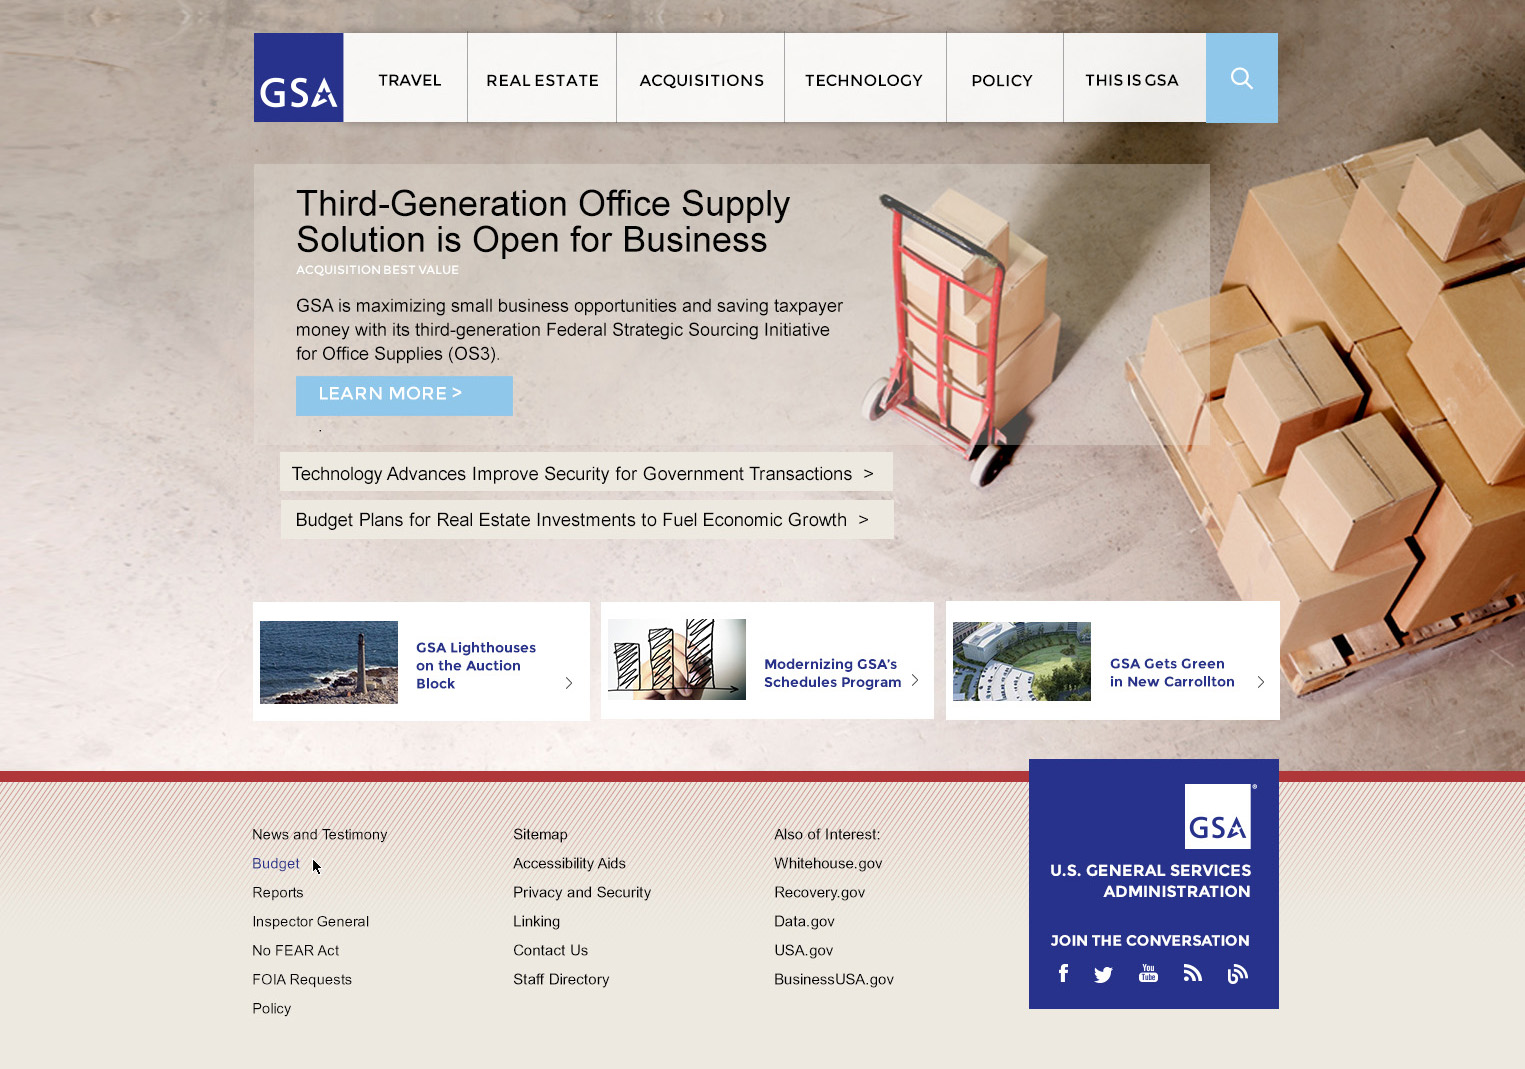 GSA
TRAVEL
REAL ESTATE
ACQUISITIONS
TECHNOLOGY
POLICY
THIS IS GSA
Third-Generation Office Supply
Solution is Open for Business
ACQUISITION BEST VALUE
GSA is maximizing small business opportunities and saving taxpayer
money with its third-generation Federal Strategic Sourcing Initiative
for Office Supplies (OS3).
LEARN MORE >
.
Technology Advances Improve Security for Government Transactions >
Budget Plans for Real Estate Investments to Fuel Economic Growth >
GSA Lighthouses
on the Auction
Block
Modernizing GSA's
Schedules Program
GSA Gets Green
in New Carrollton
News and Testimony
Budget
Reports
Inspector General
No FEAR Act
FOIA Requests
Policy
Sitemap
Accessibility Aids
Privacy and Security
Linking
Contact Us
Staff Directory
Also of Interest:
Whitehouse.gov
Recovery.gov
Data.gov
USA.gov
BusinessUSA.gov
GSA ®
U.S. GENERAL SERVICES
ADMINISTRATION
JOIN THE CONVERSATION
You
Tube